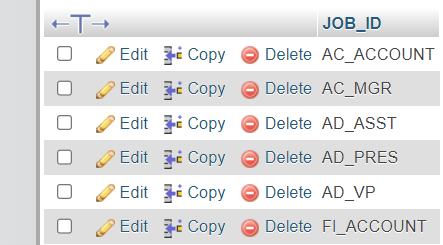 JOB_ID
Edit Copy Delete AC_ACCOUNT
Edit Copy Delete AC_MGR
Edit Copy Delete AD_ASST
Edit Copy Delete AD_PRES
Edit Copy Delete AD_VP
Edit Copy Delete FI_ACCOUNT